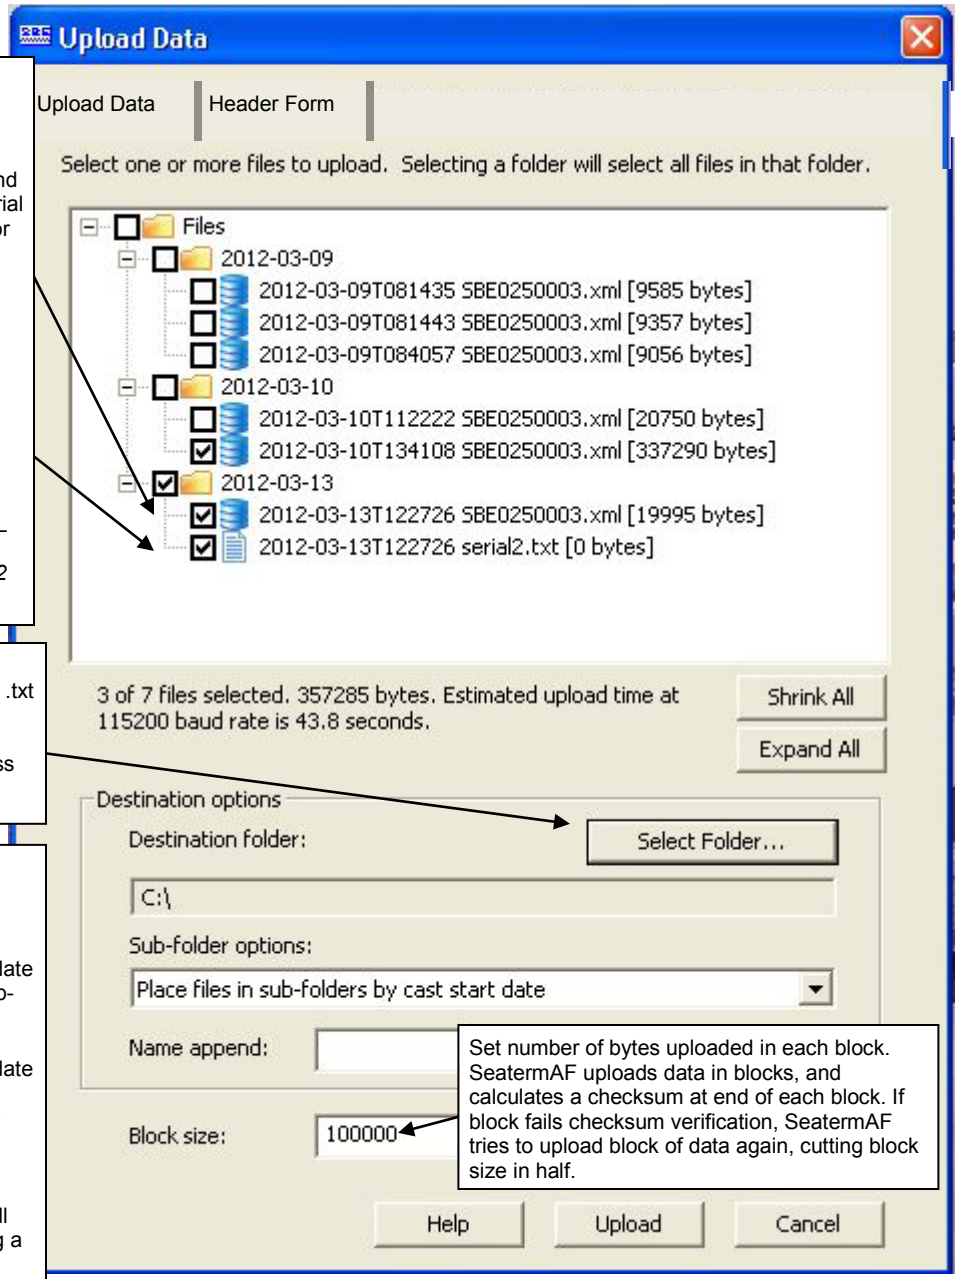 Upload Data
Upload Data
Header Form
Select one or more files to upload. Selecting a folder will select all files in that folder.
Files
2012-03-09
2012-03-09T081435 SBE0250003.xml [9585 bytes]
2012-03-09T081443 SBE0250003.xml [9357 bytes]
2012-03-09T084057 SBE0250003.xml [9056 bytes]
2012-03-10
2012-03-10T112222 SBE0250003.xml [20750 bytes]
2012-03-10T134108 SBE0250003.xml [337290 bytes]
2012-03-13
2012-03-13T122726 SBE0250003.xml [19995 bytes]
2012-03-13T122726 serial2.txt [0 bytes]
.txt
3 of 7 files selected. 357285 bytes. Estimated upload time at
115200 baud rate is 43.8 seconds.
Shrink All
Expand All
Destination options
Destination folder:
Select Folder...
C:\
Sub-folder options:
Place files in sub-folders by cast start date
Name append:
Set number of bytes uploaded in each block.
SeatermAF uploads data in blocks, and
calculates a checksum at end of each block. If
block fails checksum verification, SeatermAF
tries to upload block of data again, cutting block
size in half.
Block size:
100000
Help
Upload
Cancel